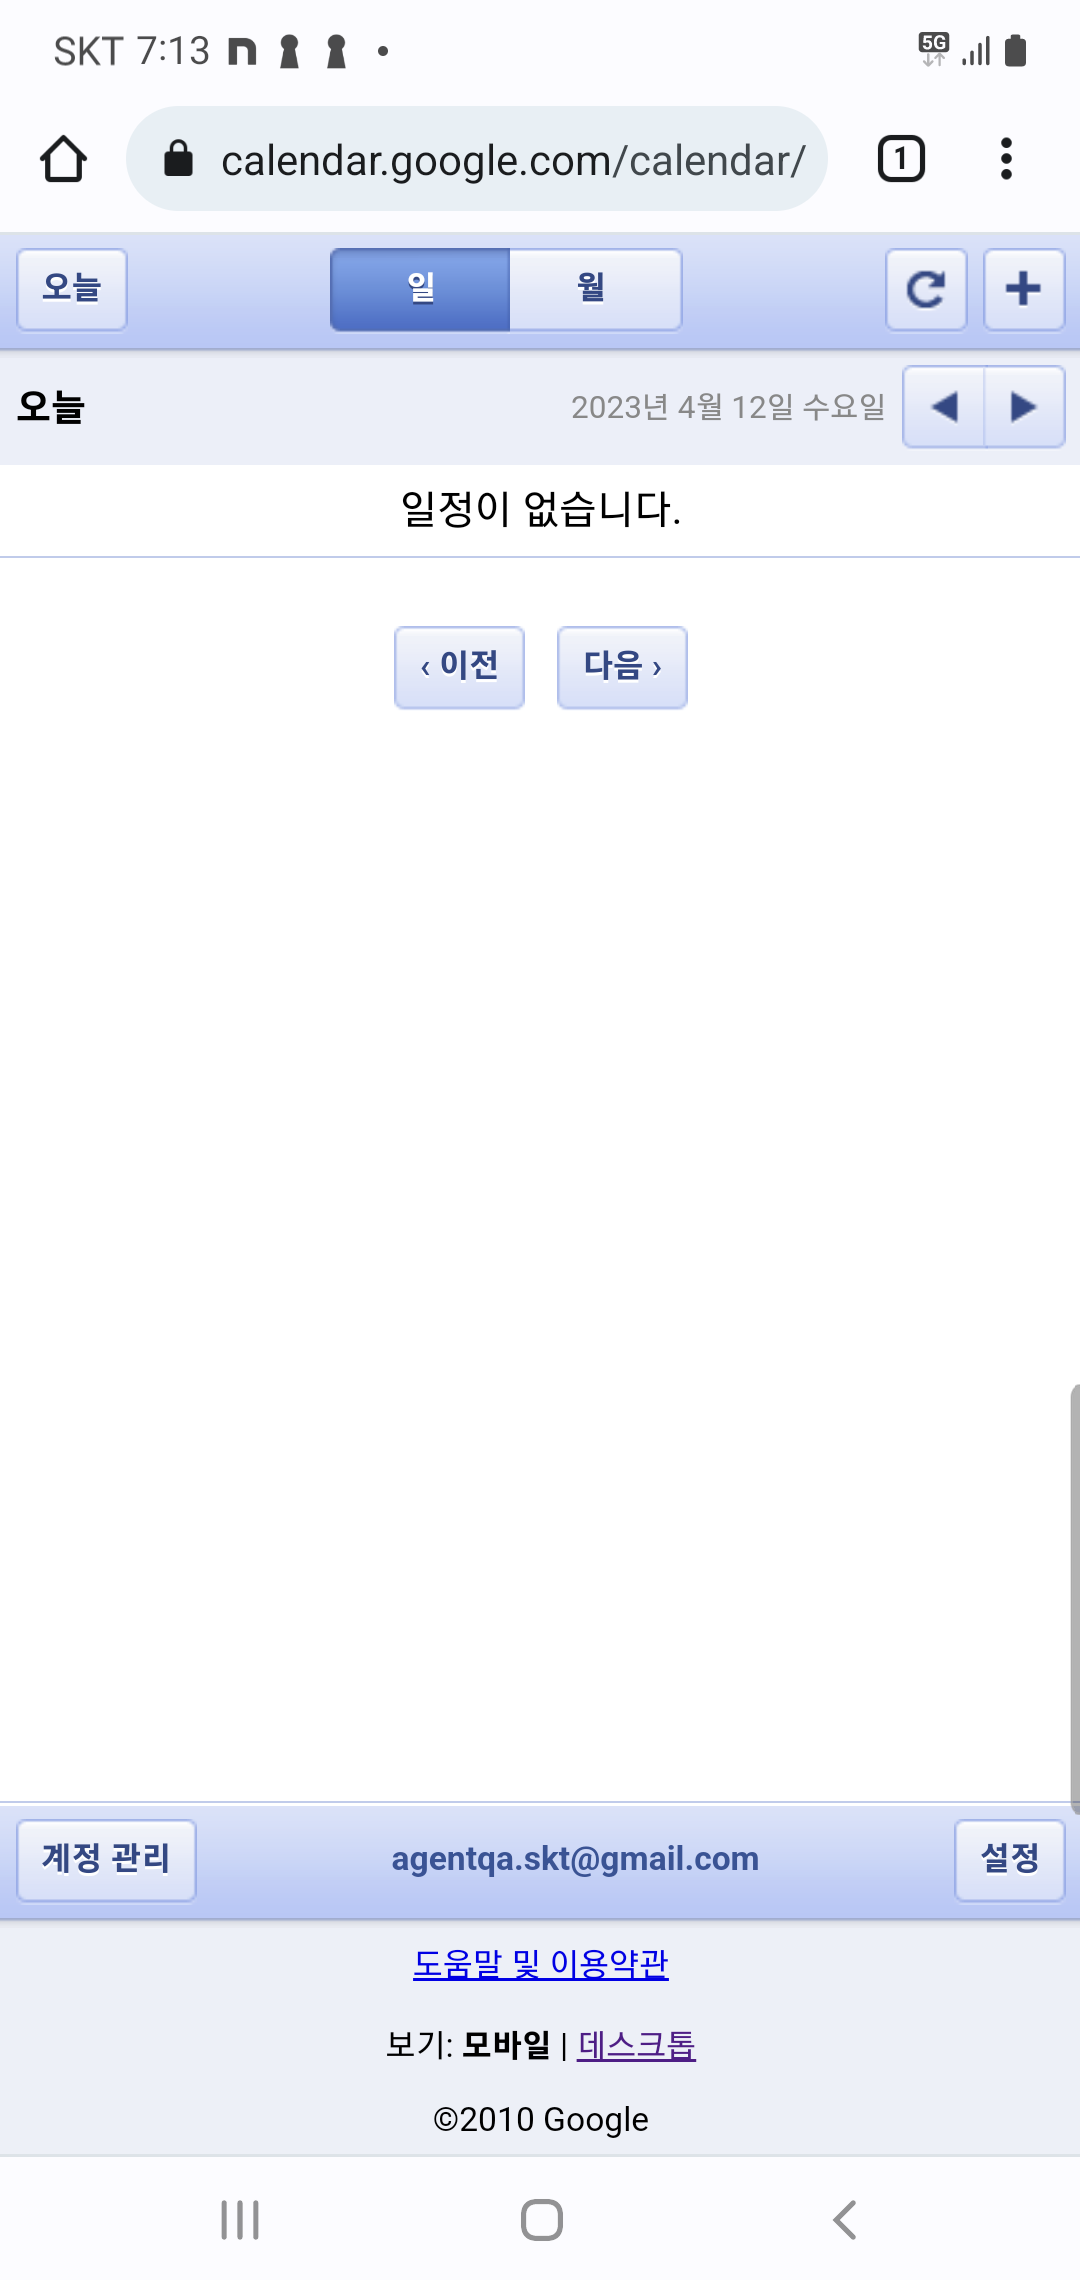 SKT 7:13
5G
calendar.google.com/calendar/
1
오늘 일 월
오늘 2023년 4월 12일 수요일
일정이 없습니다.
‹ 이전 다음 ›
계정 관리 agentqa.skt@gmail.com 설정
도움말 및 이용약관
보기: 모바일 | 데스크톱
©2010 Google